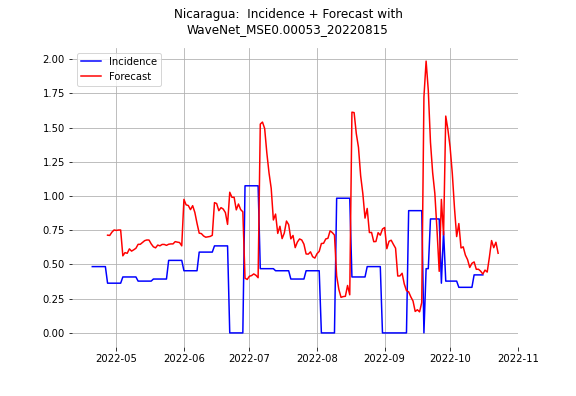 Nicaragua:  Incidence + Forecast with
WaveNet_MSE0.00053_20220815
Incidence
Forecast
2.00
1.75
1.50
1.25
1.00
0.75
0.50
0.25
0.00
2022-05 2022-06 2022-07 2022-08 2022-09 2022-10 2022-11